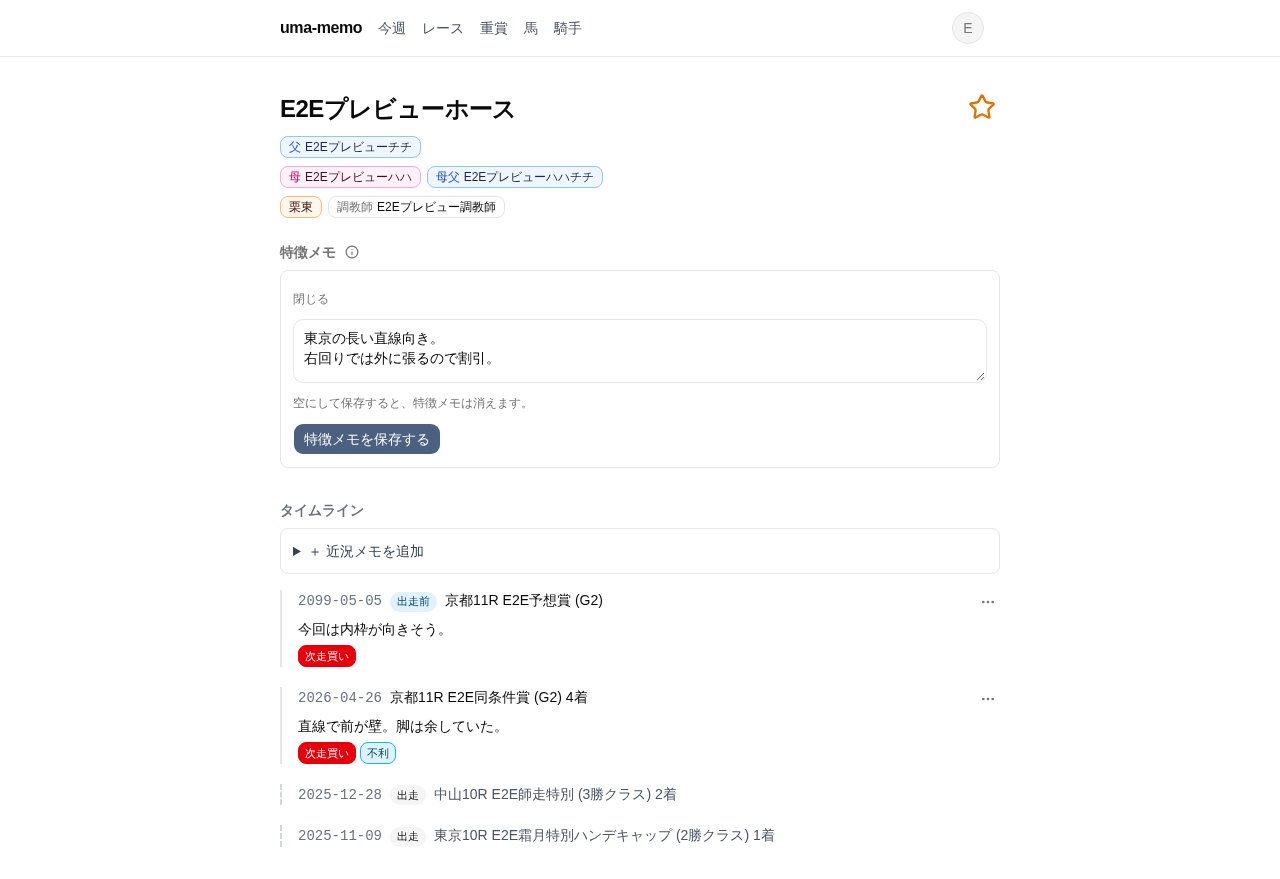 uma-memo 今週 レース 重賞 馬 騎手 E
E2Eプレビューホース
父 E2Eプレビューチチ
母 E2Eプレビューハハ 母父 E2Eプレビューハハチチ
栗東 調教師 E2Eプレビュー調教師
特徴メモ
閉じる
東京の長い直線向き。
右回りでは外に張るので割引。
空にして保存すると、特徴メモは消えます。
特徴メモを保存する
タイムライン
＋ 近況メモを追加
2099-05-05 出走前 京都11R E2E予想賞 (G2)
今回は内枠が向きそう。
次走買い
2026-04-26 京都11R E2E同条件賞 (G2) 4着
直線で前が壁。脚は余していた。
次走買い 不利
2025-12-28 出走 中山10R E2E師走特別 (3勝クラス) 2着
2025-11-09 出走 東京10R E2E霜月特別ハンデキャップ (2勝クラス) 1着